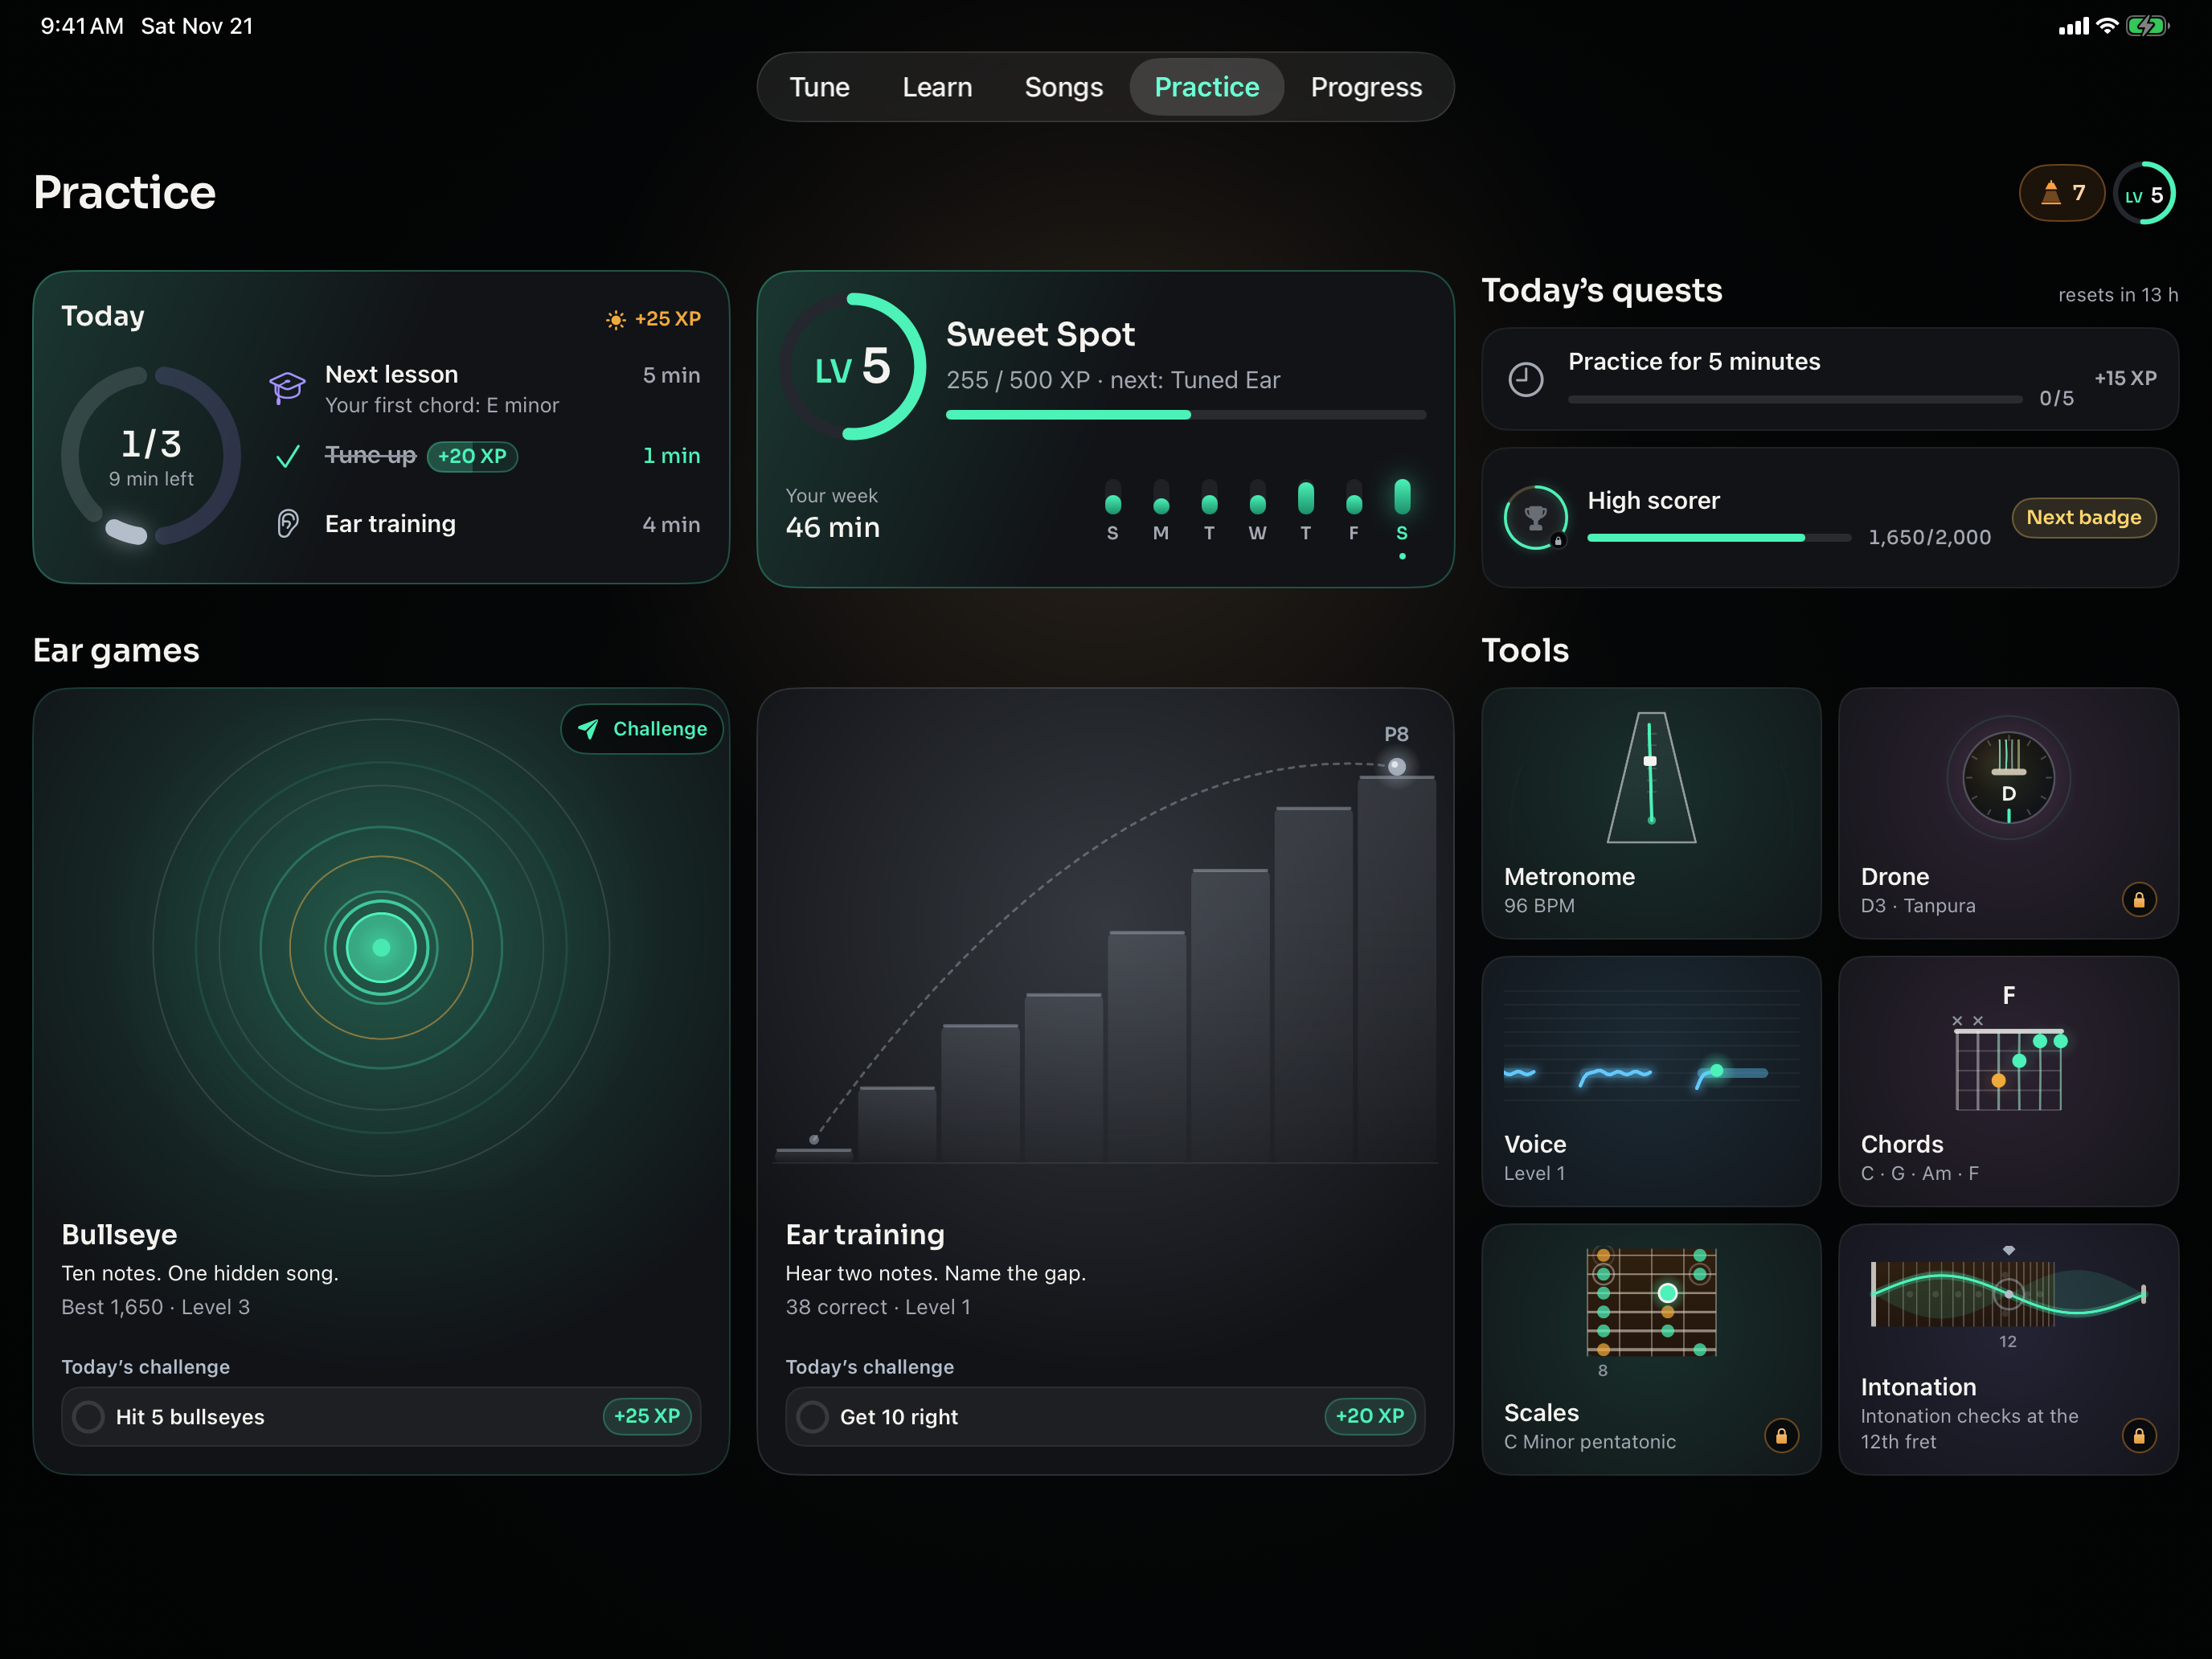 9:41 AM Sat Nov 21
Tune Learn Songs Practice Progress
Practice
7
LV 5
Today
+25 XP
1/3
9 min left
Next lesson
5 min
Your first chord: E minor
Tune up +20 XP
1 min
Ear training
4 min
LV 5
Sweet Spot
255 / 500 XP · next: Tuned Ear
Your week
46 min
S M T W T F S
Today’s quests
resets in 13 h
Practice for 5 minutes
0/5
+15 XP
High scorer
1,650/2,000
Next badge
Ear games
Challenge
Bullseye
Ten notes. One hidden song.
Best 1,650 · Level 3
Today’s challenge
Hit 5 bullseyes
+25 XP
P8
Ear training
Hear two notes. Name the gap.
38 correct · Level 1
Today’s challenge
Get 10 right
+20 XP
Tools
Metronome
96 BPM
D
Drone
D3 · Tanpura
Voice
Level 1
F
× ×
Chords
C · G · Am · F
8
Scales
C Minor pentatonic
12
Intonation
Intonation checks at the
12th fret